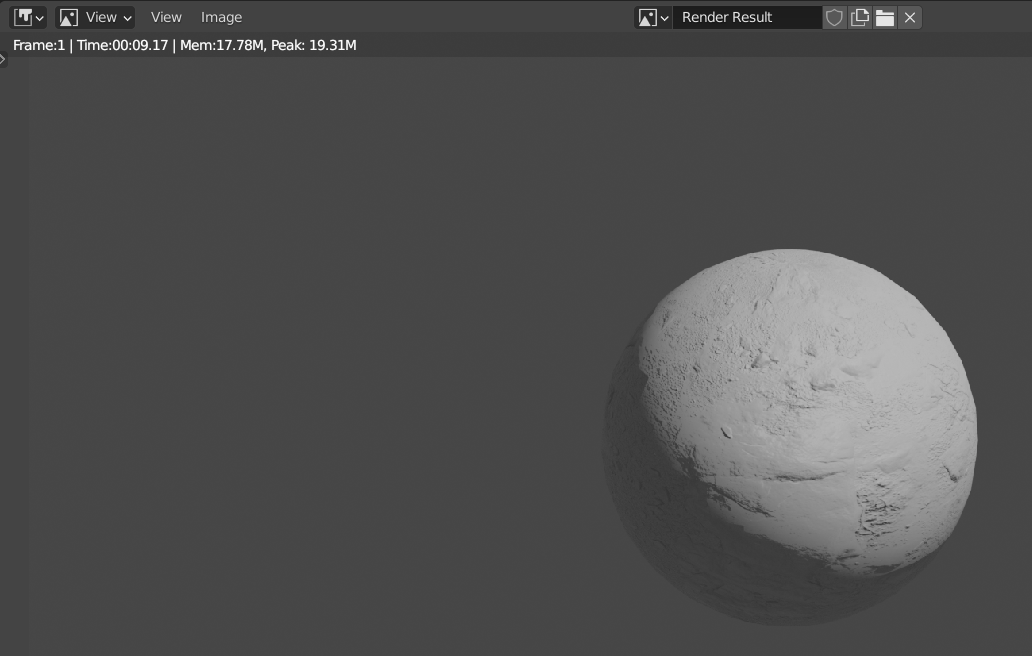 View View Image Render Result
Frame:1 | Time:00:09.17 | Mem:17.78M, Peak: 19.31M